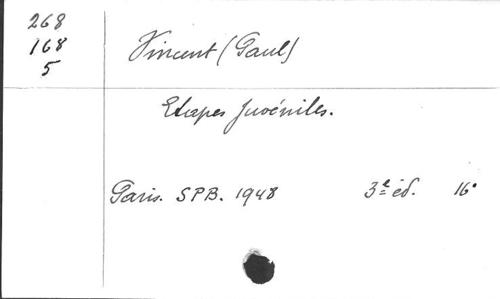 268
168
5
Vincent (Paul)
Etapes juvéniles.
Paris. SPB. 1948 3e éd. 16°